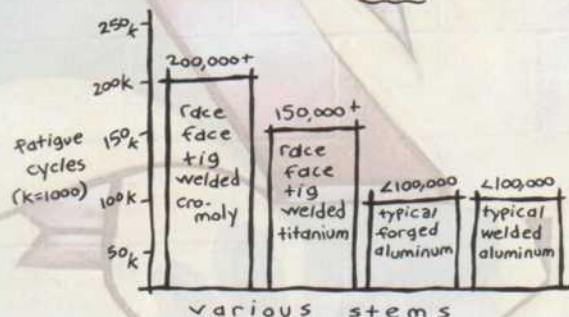 250k
200,000+
200k
race
face
tig
welded
cro-
moly
150,000+
150k
race
face
tig
welded
titanium
fatigue
cycles
(k=1000)
<100,000
<100,000
100k
typical
forged
aluminum
typical
welded
aluminum
50k
various stems